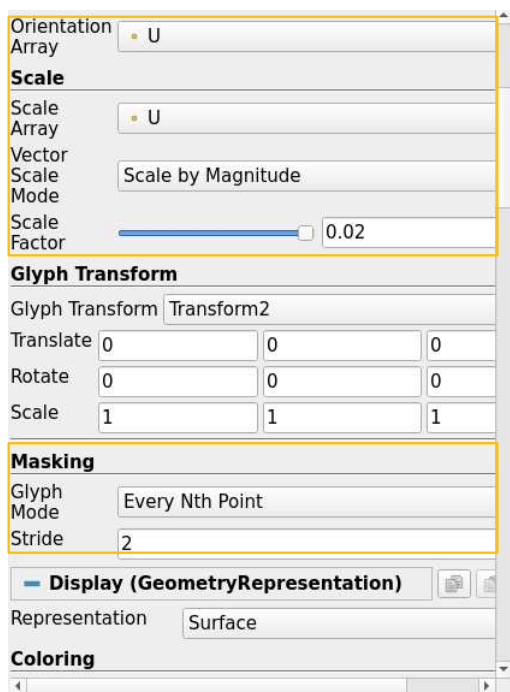 Orientation
Array
U
Scale
Scale
Array
U
Vector
Scale
Mode
Scale by Magnitude
Scale
Factor
0.02
Glyph Transform
Glyph Transform Transform2
Translate 0 0 0
Rotate 0 0 0
Scale 1 1 1
Masking
Glyph
Mode
Every Nth Point
Stride 2
Display (GeometryRepresentation)
Representation Surface
Coloring